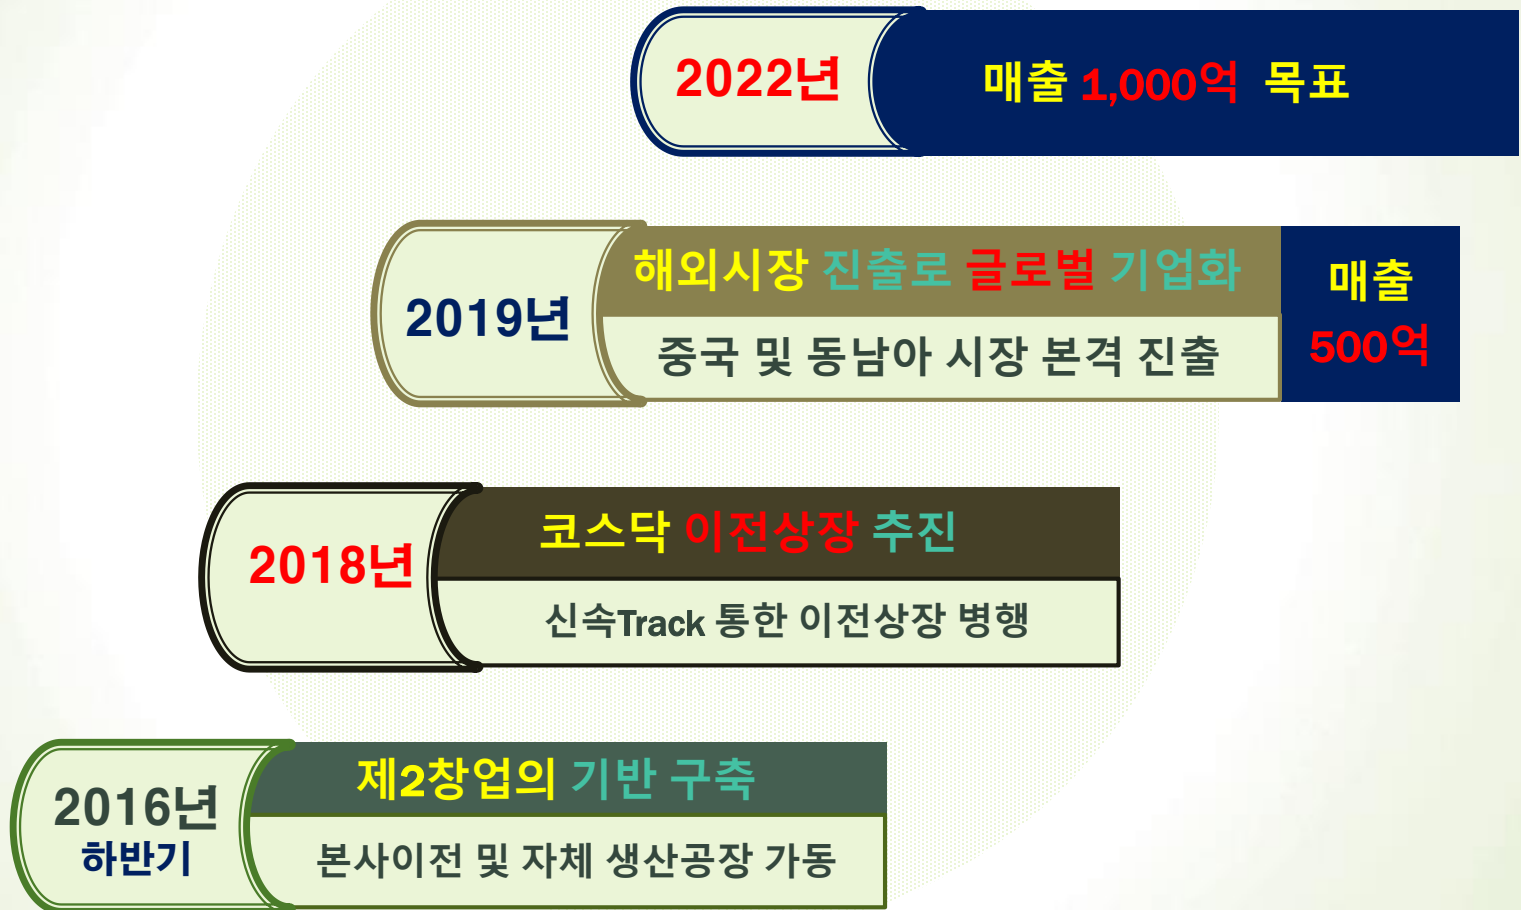 2022년
매출 1,000억 목표
2019년
해외시장 진출로 글로벌 기업화
중국 및 동남아 시장 본격 진출
매출
500억
2018년
코스닥 이전상장 추진
신속Track 통한 이전상장 병행
2016년
하반기
제2창업의 기반 구축
본사이전 및 자체 생산공장 가동